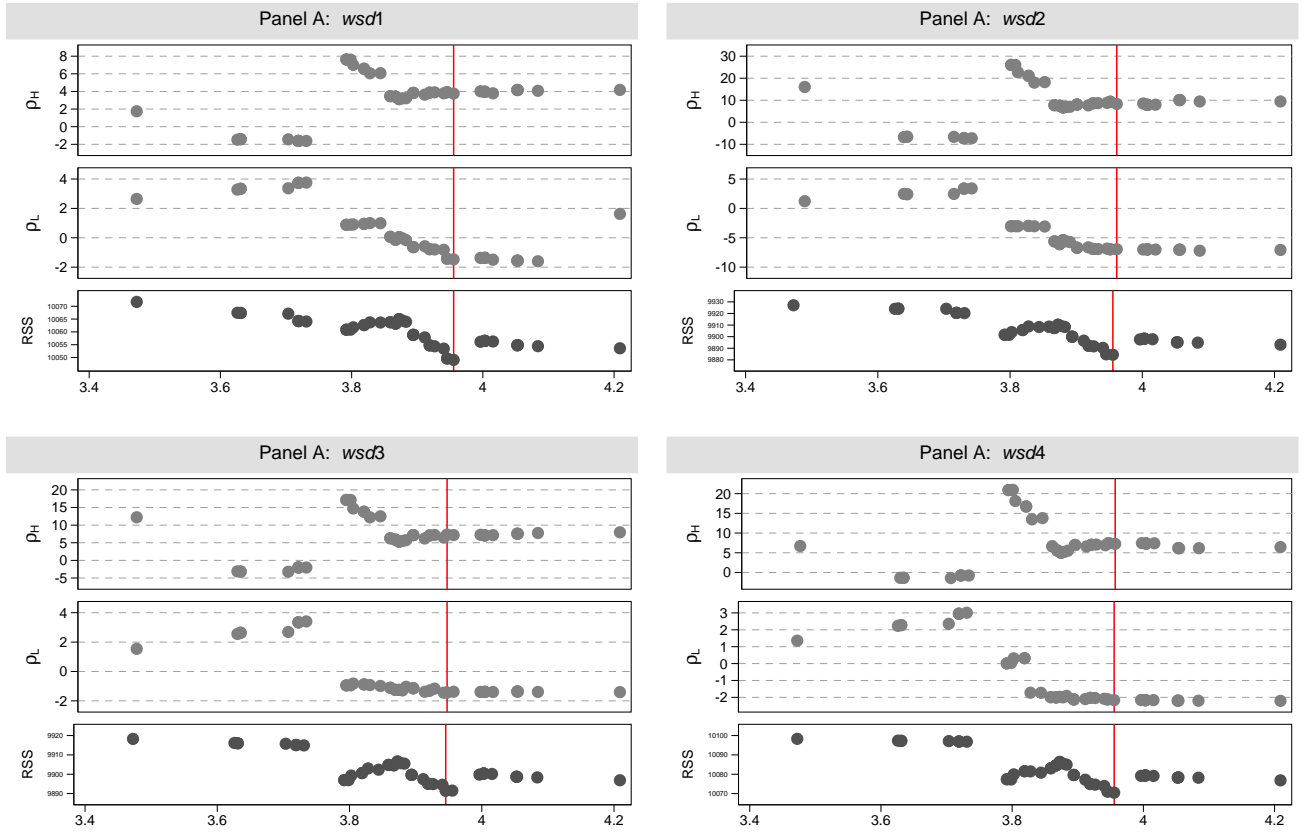 Panel A: wsd1
8
6
4
2
0
-2
ρH
4
2
0
-2
ρL
10070
10065
10060
10055
10050
RSS
3.4 3.6 3.8 4 4.2
Panel A: wsd2
30
20
10
0
-10
ρH
5
0
-5
-10
ρL
9930
9920
9910
9900
9890
9880
RSS
3.4 3.6 3.8 4 4.2
Panel A: wsd3
20
15
10
5
0
-5
ρH
4
2
0
-2
ρL
9920
9910
9900
9890
RSS
3.4 3.6 3.8 4 4.2
Panel A: wsd4
20
15
10
5
0
ρH
3
2
1
0
-1
-2
ρL
10100
10090
10080
10070
RSS
3.4 3.6 3.8 4 4.2